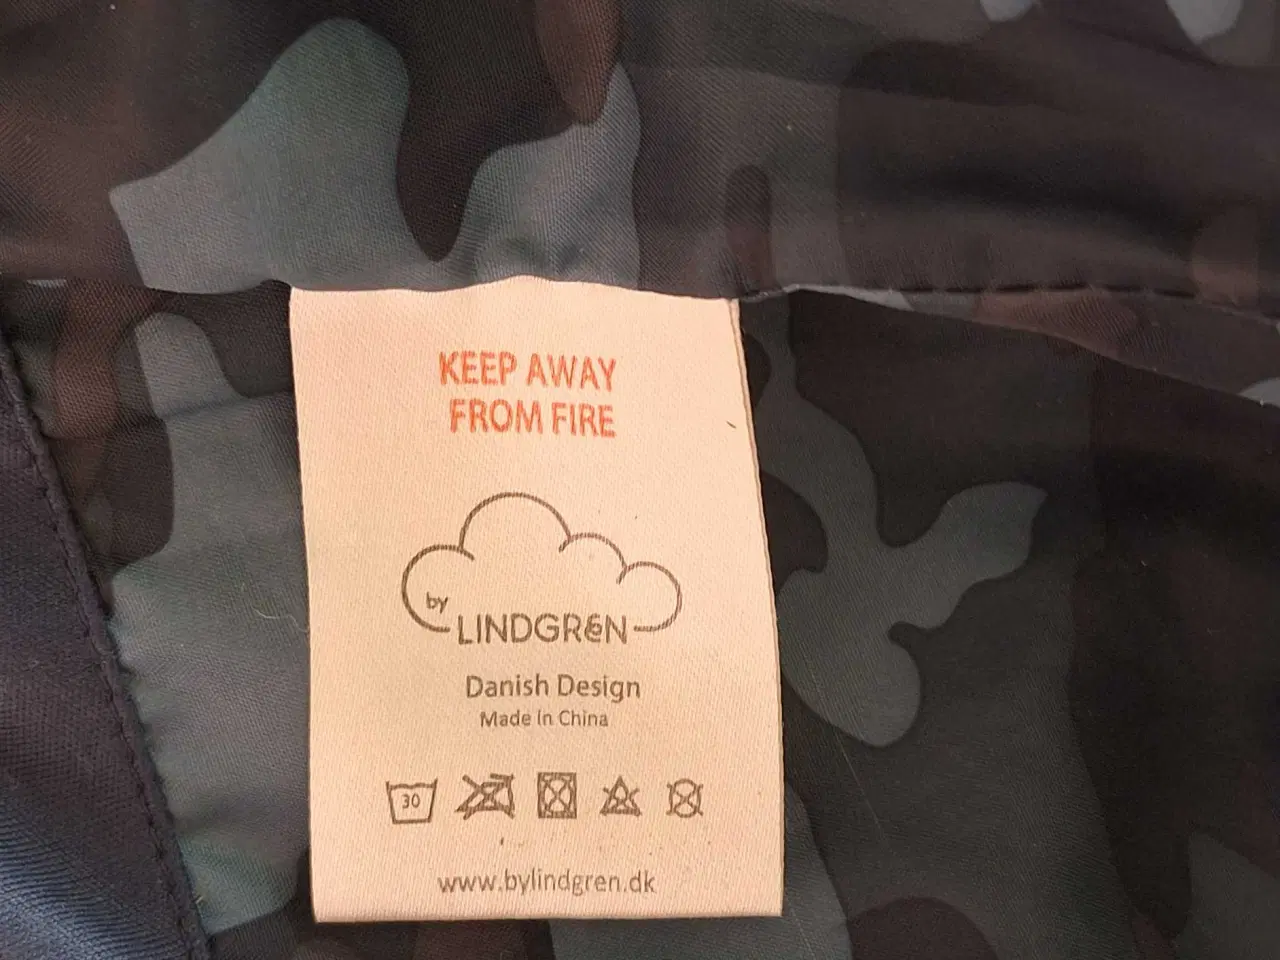 KEEP AWAY
FROM FIRE
by
LINDGREN
Danish Design
Made in China
30
www.bylindgren.dk